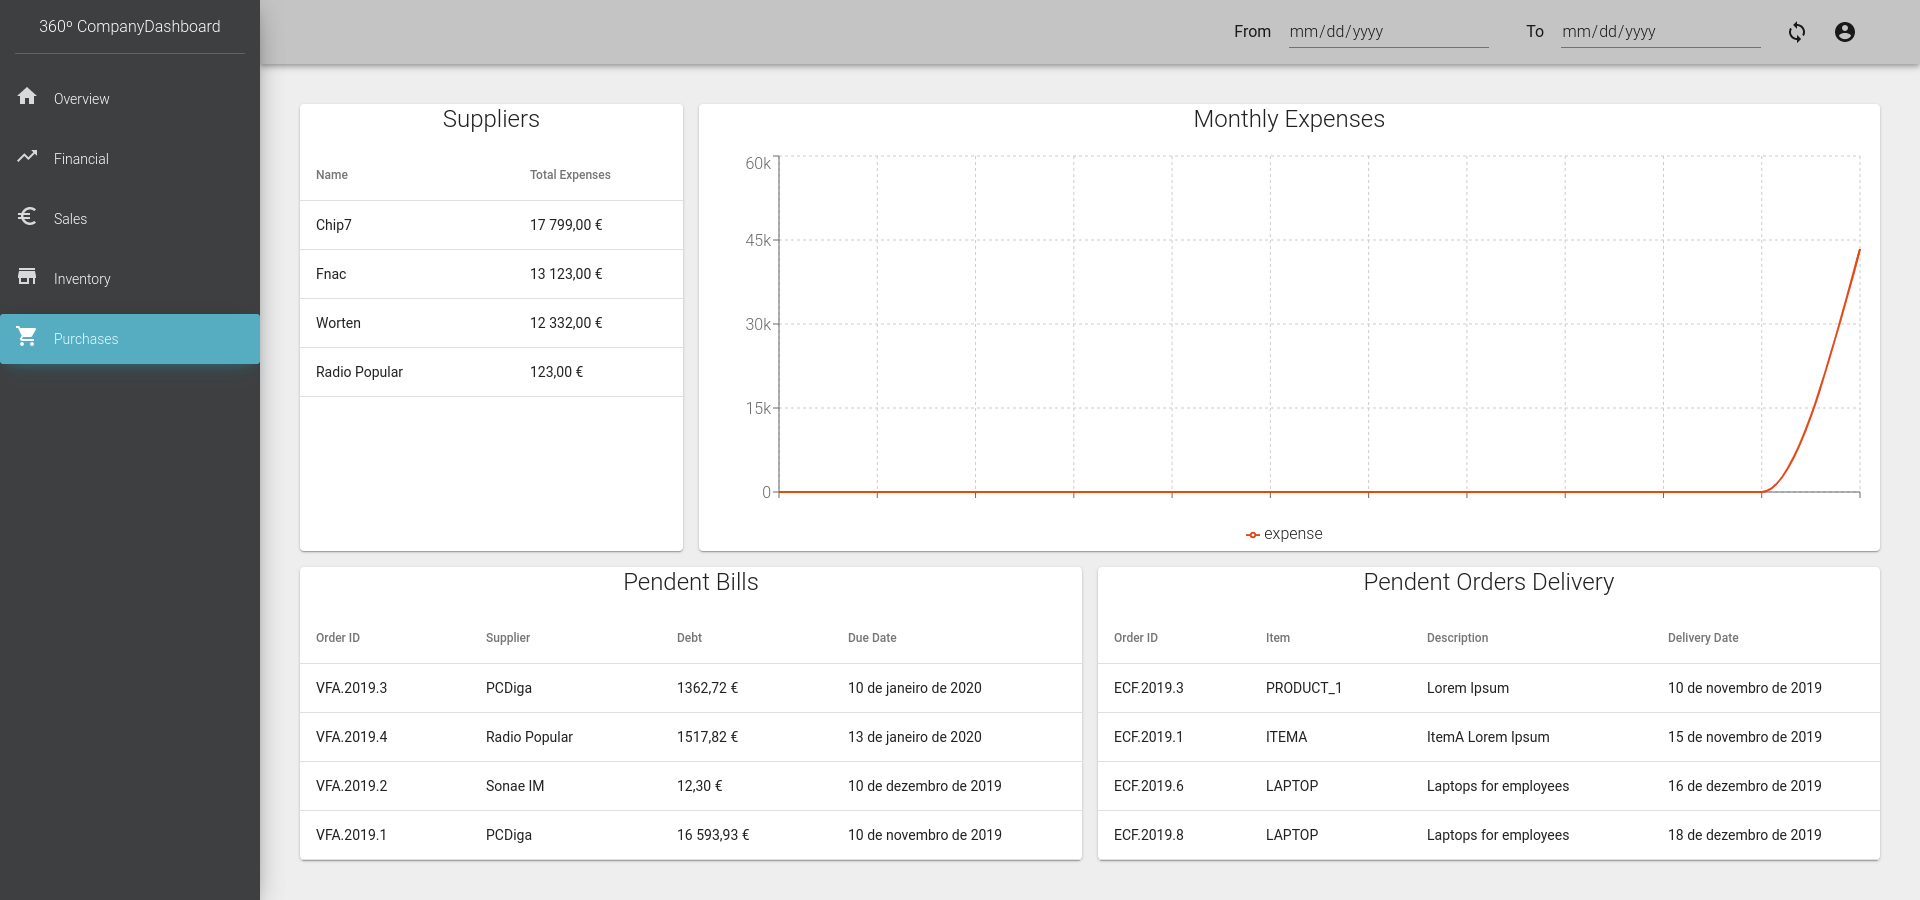 360º CompanyDashboard
From mm/dd/yyyy To mm/dd/yyyy
Overview
Financial
Sales
Inventory
Purchases
Suppliers
Name Total Expenses
Chip7 17 799,00 €
Fnac 13 123,00 €
Worten 12 332,00 €
Radio Popular 123,00 €
Monthly Expenses
60k
45k
30k
15k
0
expense
Pendent Bills
Order ID Supplier Debt Due Date
VFA.2019.3 PCDiga 1362,72 € 10 de janeiro de 2020
VFA.2019.4 Radio Popular 1517,82 € 13 de janeiro de 2020
VFA.2019.2 Sonae IM 12,30 € 10 de dezembro de 2019
VFA.2019.1 PCDiga 16 593,93 € 10 de novembro de 2019
Pendent Orders Delivery
Order ID Item Description Delivery Date
ECF.2019.3 PRODUCT_1 Lorem Ipsum 10 de novembro de 2019
ECF.2019.1 ITEMA ItemA Lorem Ipsum 15 de novembro de 2019
ECF.2019.6 LAPTOP Laptops for employees 16 de dezembro de 2019
ECF.2019.8 LAPTOP Laptops for employees 18 de dezembro de 2019